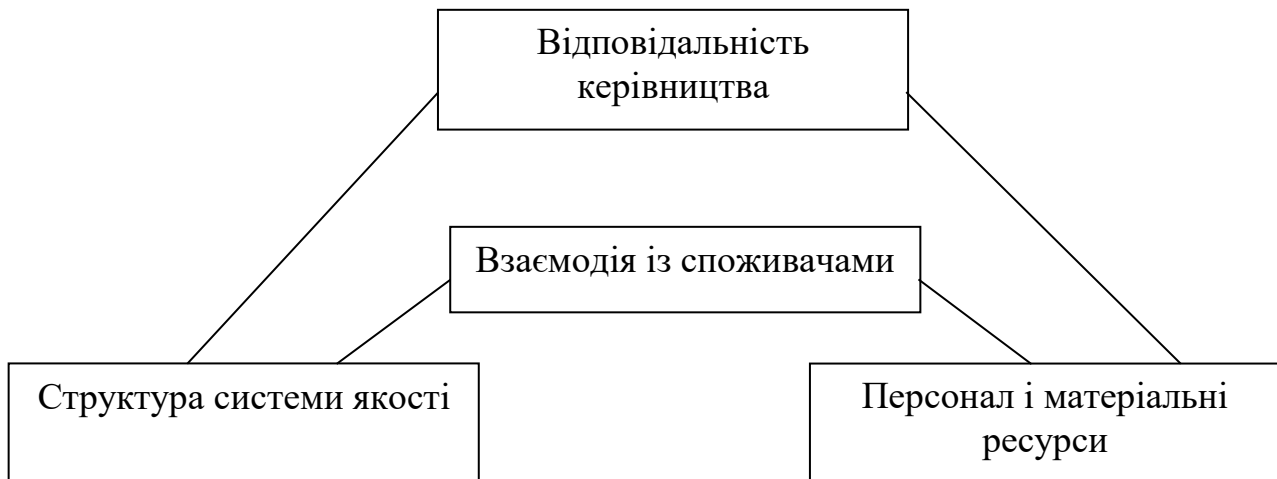 Відповідальність
керівництва
Взаємодія із споживачами
Структура системи якості
Персонал і матеріальні
ресурси